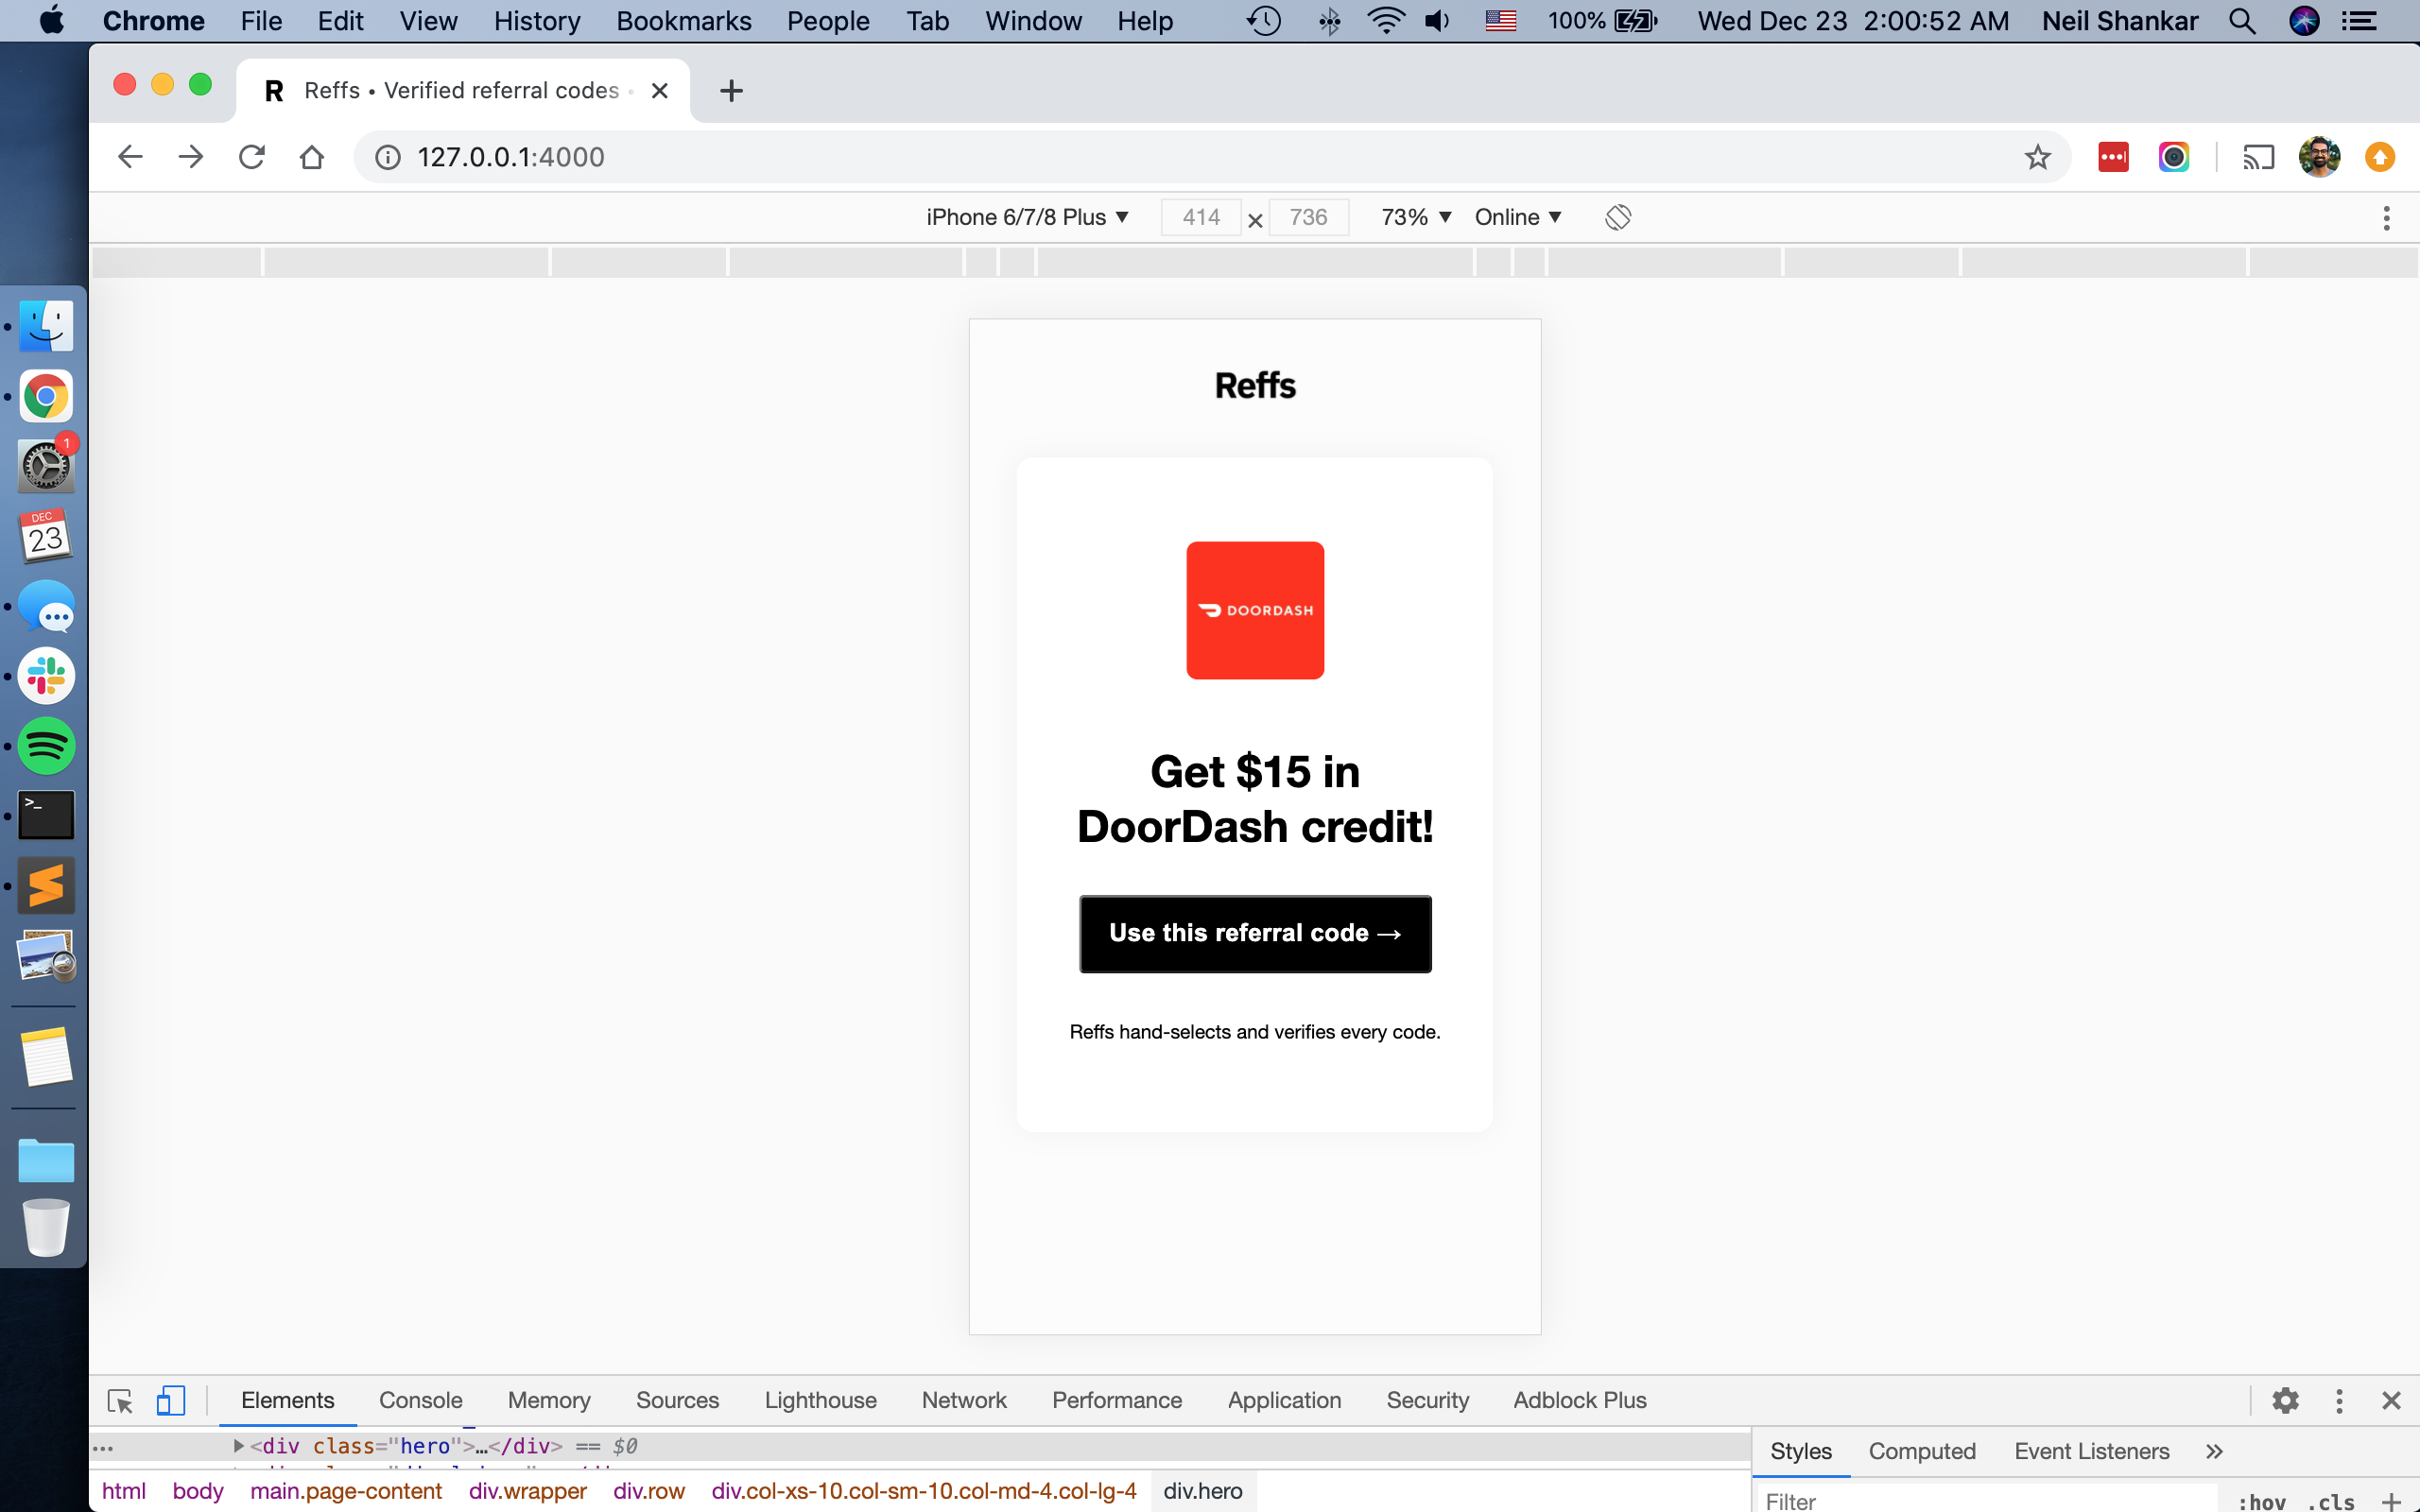 Chrome File Edit View History Bookmarks People Tab Window Help 100% Wed Dec 23 2:00:52 AM Neil Shankar
R Reffs • Verified referral codes
127.0.0.1:4000
iPhone 6/7/8 Plus ▼ 414 × 736 73% ▼ Online ▼
1
DEC
23
>_
Reffs
DOORDASH
Get $15 in
DoorDash credit!
Use this referral code →
Reffs hand-selects and verifies every code.
Elements Console Memory Sources Lighthouse Network Performance Application Security Adblock Plus
… ▶<div class="hero">…</div> == $0
Styles Computed Event Listeners »
html body main.page-content div.wrapper div.row div.col-xs-10.col-sm-10.col-md-4.col-lg-4 div.hero
Filter :hov .cls +